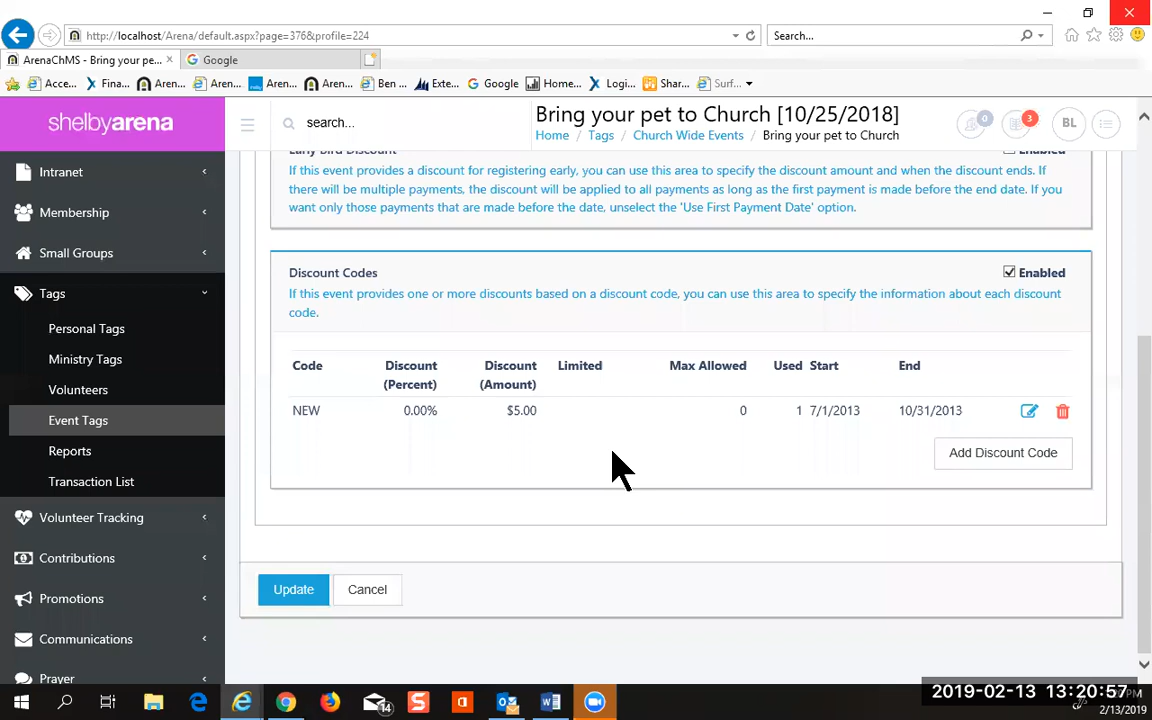 http://localhost/Arena/default.aspx?page=376&profile=224
Search...
ArenaChMS - Bring your pe...
Google
Acce...
Fina...
Aren...
Aren...
Aren...
Aren...
Ben ...
Exte...
Google
Home...
Logi...
Shar...
Surf...
shelbyarena
search...
Bring your pet to Church [10/25/2018]
Home / Tags / Church Wide Events / Bring your pet to Church
0
3
BL
Intranet
Membership
Small Groups
Tags
Personal Tags
Ministry Tags
Volunteers
Event Tags
Reports
Transaction List
Volunteer Tracking
Contributions
Promotions
Communications
Prayer
Early Bird Discount
Enabled
If this event provides a discount for registering early, you can use this area to specify the discount amount and when the discount ends. If
there will be multiple payments, the discount will be applied to all payments as long as the first payment is made before the end date. If you
want only those payments that are made before the date, unselect the 'Use First Payment Date' option.
Discount Codes
Enabled
If this event provides one or more discounts based on a discount code, you can use this area to specify the information about each discount
code.
Code Discount (Percent) Discount (Amount) Limited Max Allowed Used Start End
NEW 0.00% $5.00 0 1 7/1/2013 10/31/2013
Add Discount Code
Update
Cancel
14
2019-02-13 13:20:57
PM
2/13/2019